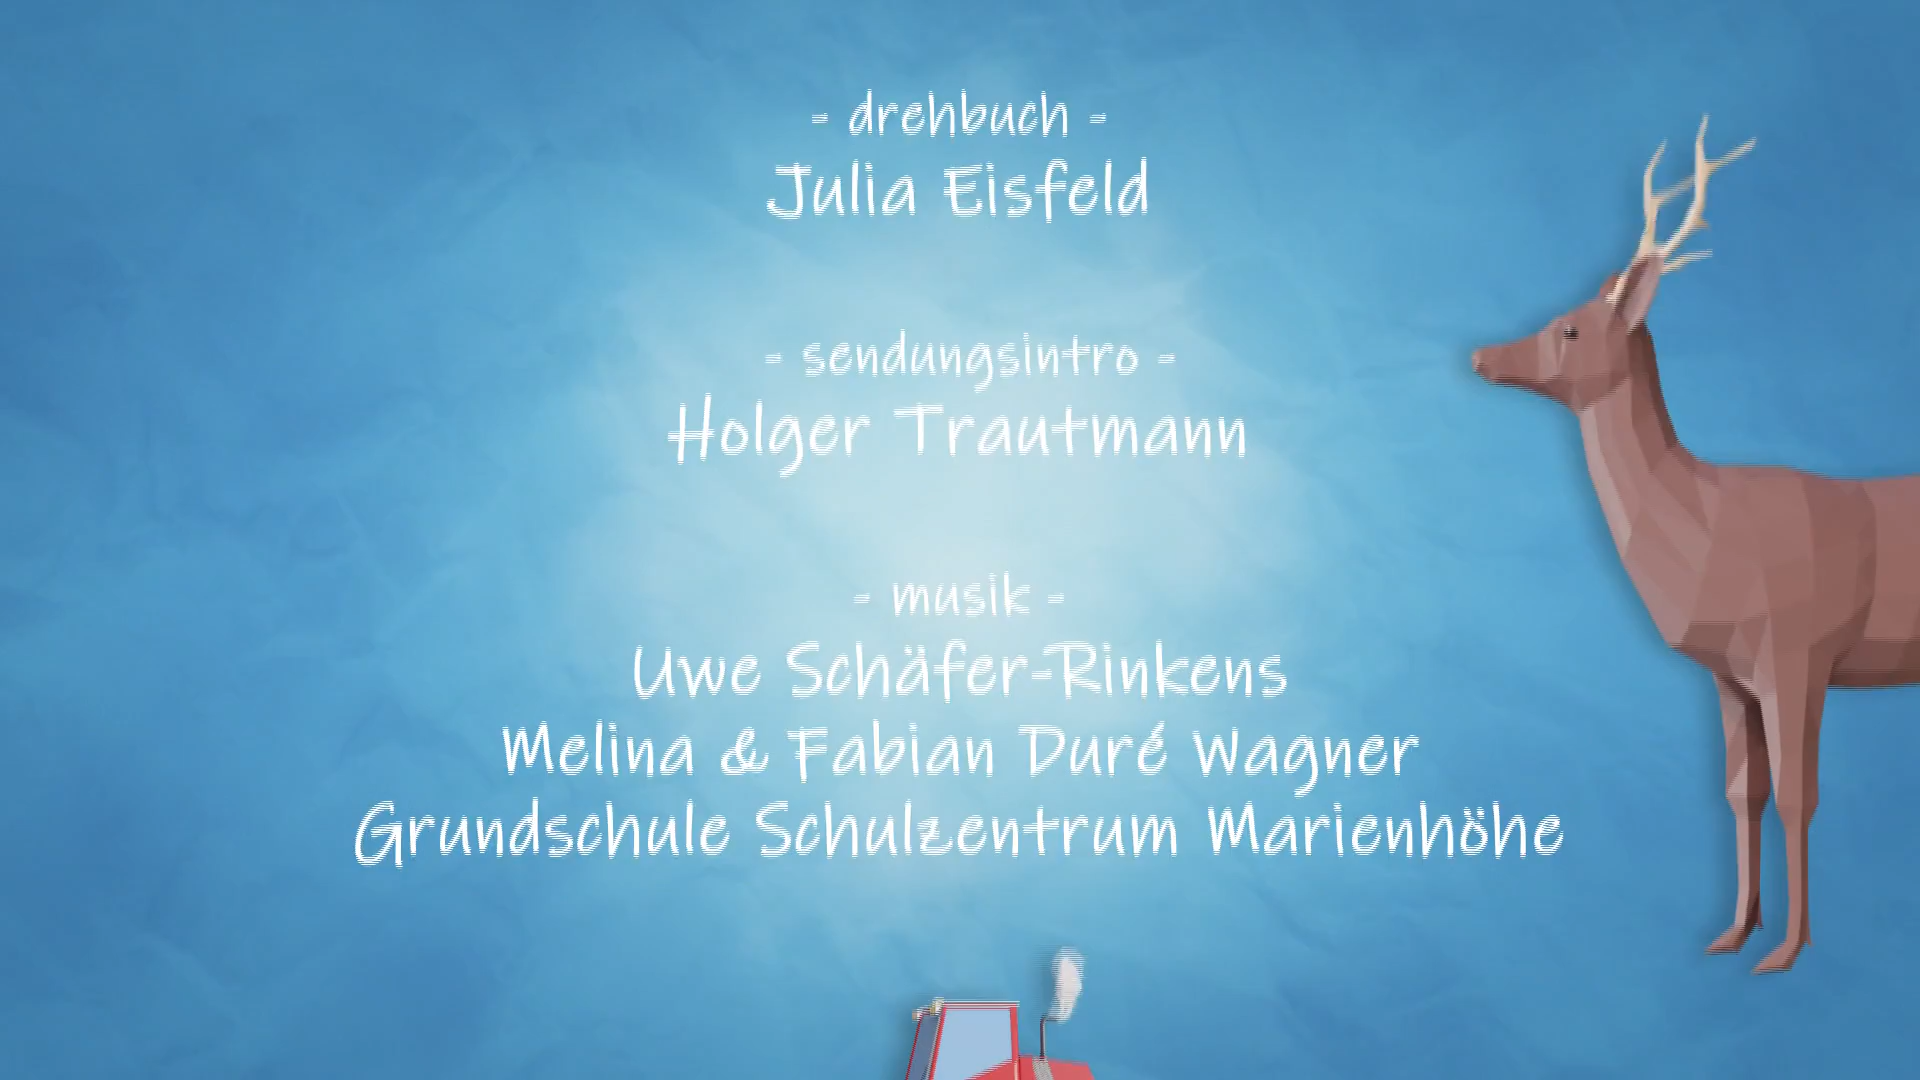 - drehbuch -
Julia Eisfeld
- sendungsintro -
Holger Trautmann
- musik -
Uwe Schäfer-Rinkens
Melina & Fabian Duré Wagner
Grundschule Schulzentrum Marienhöhe